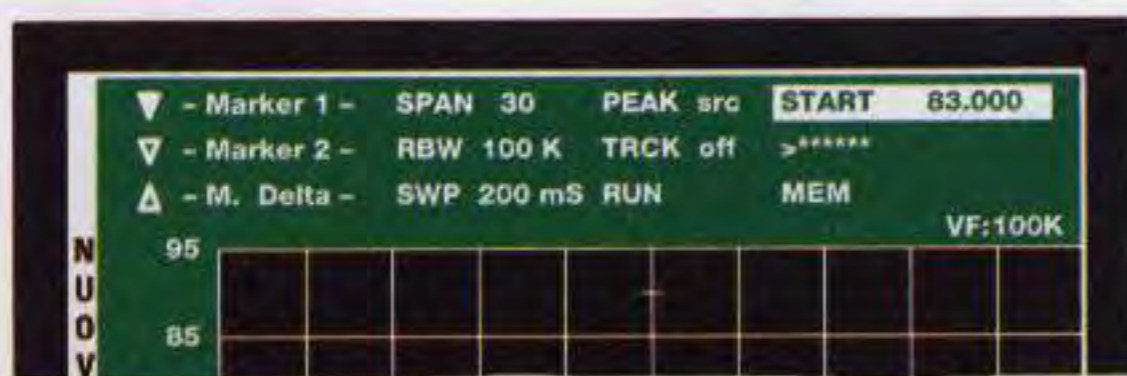 – Marker 1 – SPAN 30 PEAK src START 83.000
– Marker 2 – RBW 100 K TRCK off >******
– M. Delta – SWP 200 mS RUN MEM
VF:100K
95
85
NUOV